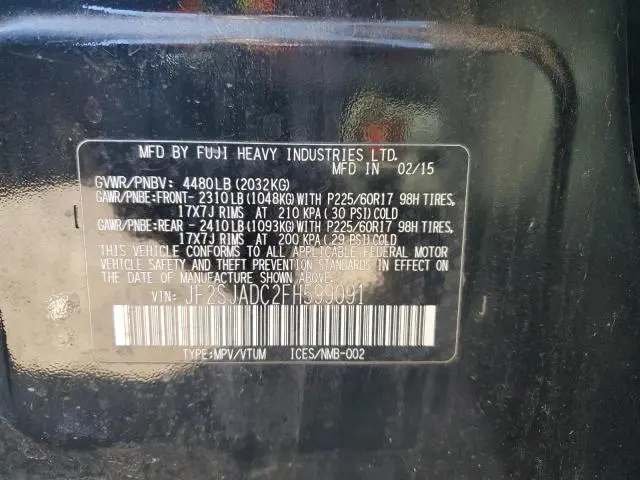 MFD BY FUJI HEAVY INDUSTRIES LTD.
MFD IN 02/15
GVWR/PNBV: 4480LB(2032KG)
GAWR/PNBE:FRONT- 2310LB(1048KG)WITH P225/60R17 98H TIRES,
17X7J RIMS AT 210 KPA(30 PSI)COLD
GAWR/PNBE:REAR - 2410LB(1093KG)WITH P225/60R17 98H TIRES,
17X7J RIMS AT 200 KPA(29 PSI)COLD
THIS VEHICLE CONFORMS TO ALL APPLICABLE FEDERAL MOTOR
VEHICLE SAFETY AND THEFT PREVENTION STANDARDS IN EFFECT ON
THE DATE OF MANUFACTURE SHOWN ABOVE.
VIN: JF2SJADC2FH599091
TYPE:MPV/VTUM ICES/NMB-002